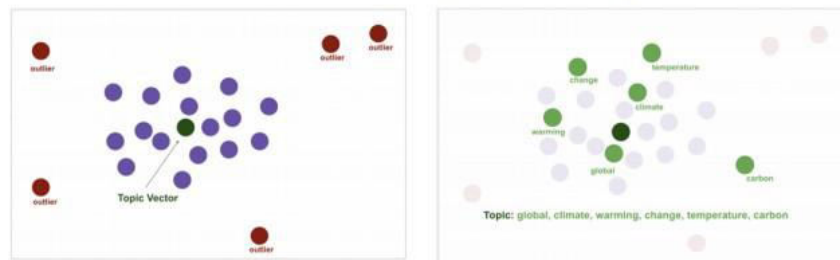 outlier
outlier
outlier
outlier
outlier
Topic Vector
change
temperature
climate
warming
global
carbon
Topic: global, climate, warming, change, temperature, carbon